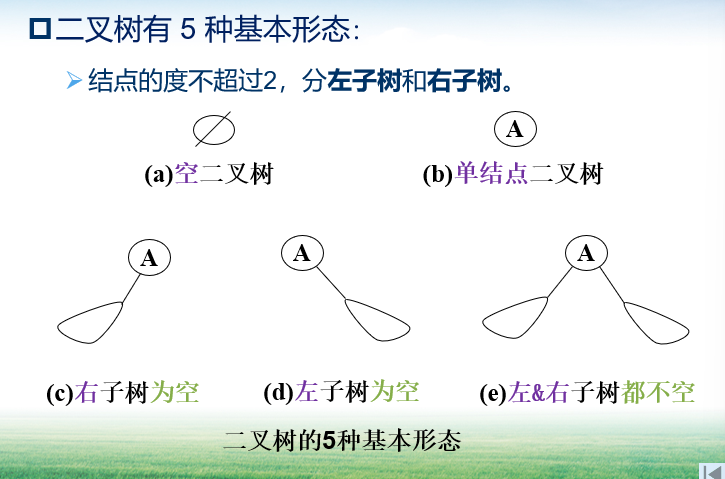 二叉树有 5 种基本形态：
结点的度不超过2，分左子树和右子树。
A
(a)空二叉树
(b)单结点二叉树
A
A
A
(c)右子树为空
(d)左子树为空
(e)左&右子树都不空
二叉树的5种基本形态